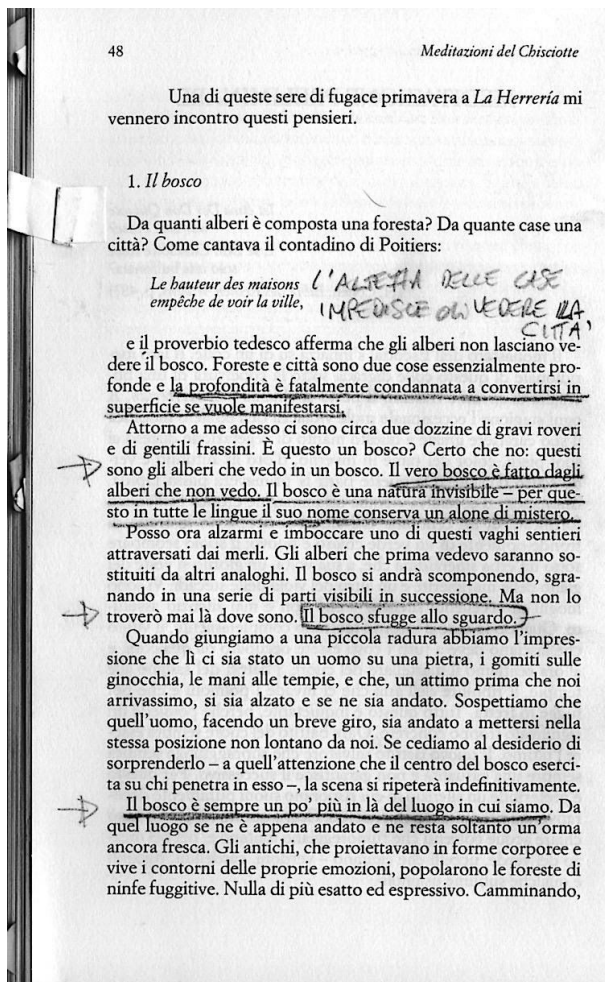 48
Meditazioni del Chisciotte
Una di queste sere di fugace primavera a La Herrería mi
vennero incontro questi pensieri.
1. Il bosco
Da quanti alberi è composta una foresta? Da quante case una
città? Come cantava il contadino di Poitiers:
Le hauteur des maisons
empêche de voir la ville,
L'ALTEZZA DELLE CASE
IMPEDISCE DI VEDERE LA
CITTA'
e il proverbio tedesco afferma che gli alberi non lasciano ve-
dere il bosco. Foreste e città sono due cose essenzialmente pro-
fonde e la profondità è fatalmente condannata a convertirsi in
superficie se vuole manifestarsi.
Attorno a me adesso ci sono circa due dozzine di gravi roveri
e di gentili frassini. È questo un bosco? Certo che no: questi
sono gli alberi che vedo in un bosco. Il vero bosco è fatto dagli
alberi che non vedo. Il bosco è una natura invisibile – per que-
sto in tutte le lingue il suo nome conserva un alone di mistero.
Posso ora alzarmi e imboccare uno di questi vaghi sentieri
attraversati dai merli. Gli alberi che prima vedevo saranno so-
stituiti da altri analoghi. Il bosco si andrà scomponendo, sgra-
nando in una serie di parti visibili in successione. Ma non lo
troverò mai là dove sono. Il bosco sfugge allo sguardo.
Quando giungiamo a una piccola radura abbiamo l'impres-
sione che lì ci sia stato un uomo su una pietra, i gomiti sulle
ginocchia, le mani alle tempie, e che, un attimo prima che noi
arrivassimo, si sia alzato e se ne sia andato. Sospettiamo che
quell'uomo, facendo un breve giro, sia andato a mettersi nella
stessa posizione non lontano da noi. Se cediamo al desiderio di
sorprenderlo – a quell'attenzione che il centro del bosco eserci-
ta su chi penetra in esso –, la scena si ripeterà indefinitivamente.
Il bosco è sempre un po' più in là del luogo in cui siamo. Da
quel luogo se ne è appena andato e ne resta soltanto un'orma
ancora fresca. Gli antichi, che proiettavano in forme corporee e
vive i contorni delle proprie emozioni, popolarono le foreste di
ninfe fuggitive. Nulla di più esatto ed espressivo. Camminando,